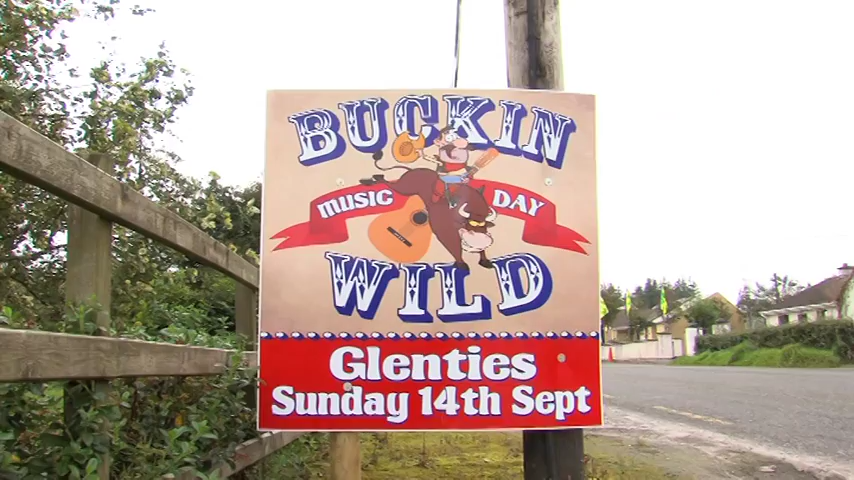 BUCKIN
MUSIC DAY
WILD
Glenties
Sunday 14th Sept